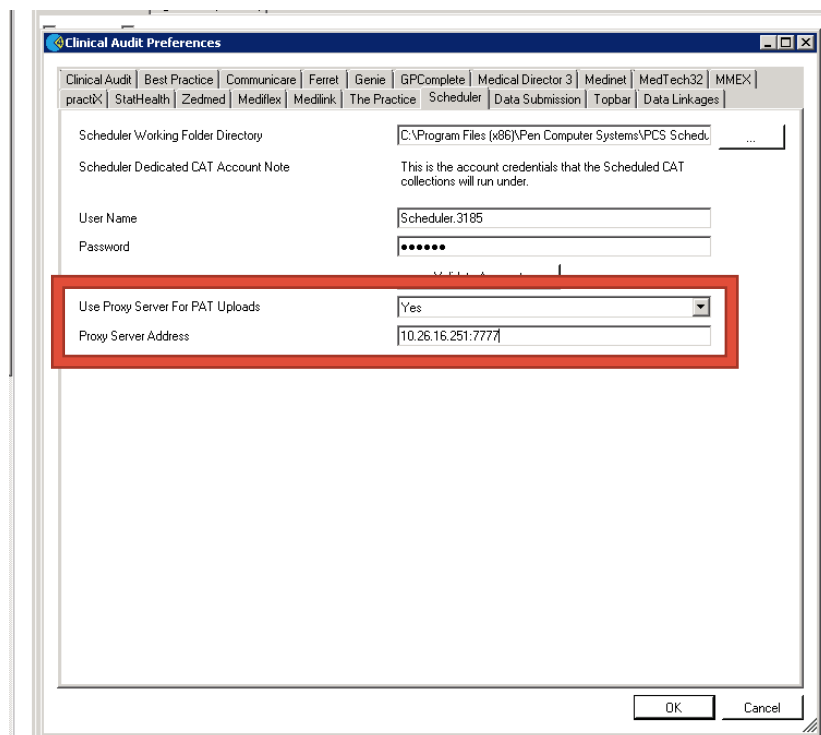 Clinical Audit Preferences
Clinical Audit Best Practice Communicare Ferret Genie GPComplete Medical Director 3 Medinet MedTech32 MMEX
practiX StatHealth Zedmed Mediflex Medilink The Practice Scheduler Data Submission Topbar Data Linkages
Scheduler Working Folder Directory C:\Program Files (x86)\Pen Computer Systems\PCS Schedu ...
Scheduler Dedicated CAT Account Note This is the account credentials that the Scheduled CAT
collections will run under.
User Name Scheduler.3185
Password ●●●●●●
Use Proxy Server For PAT Uploads Yes
Proxy Server Address 10.26.16.251:7777
OK Cancel